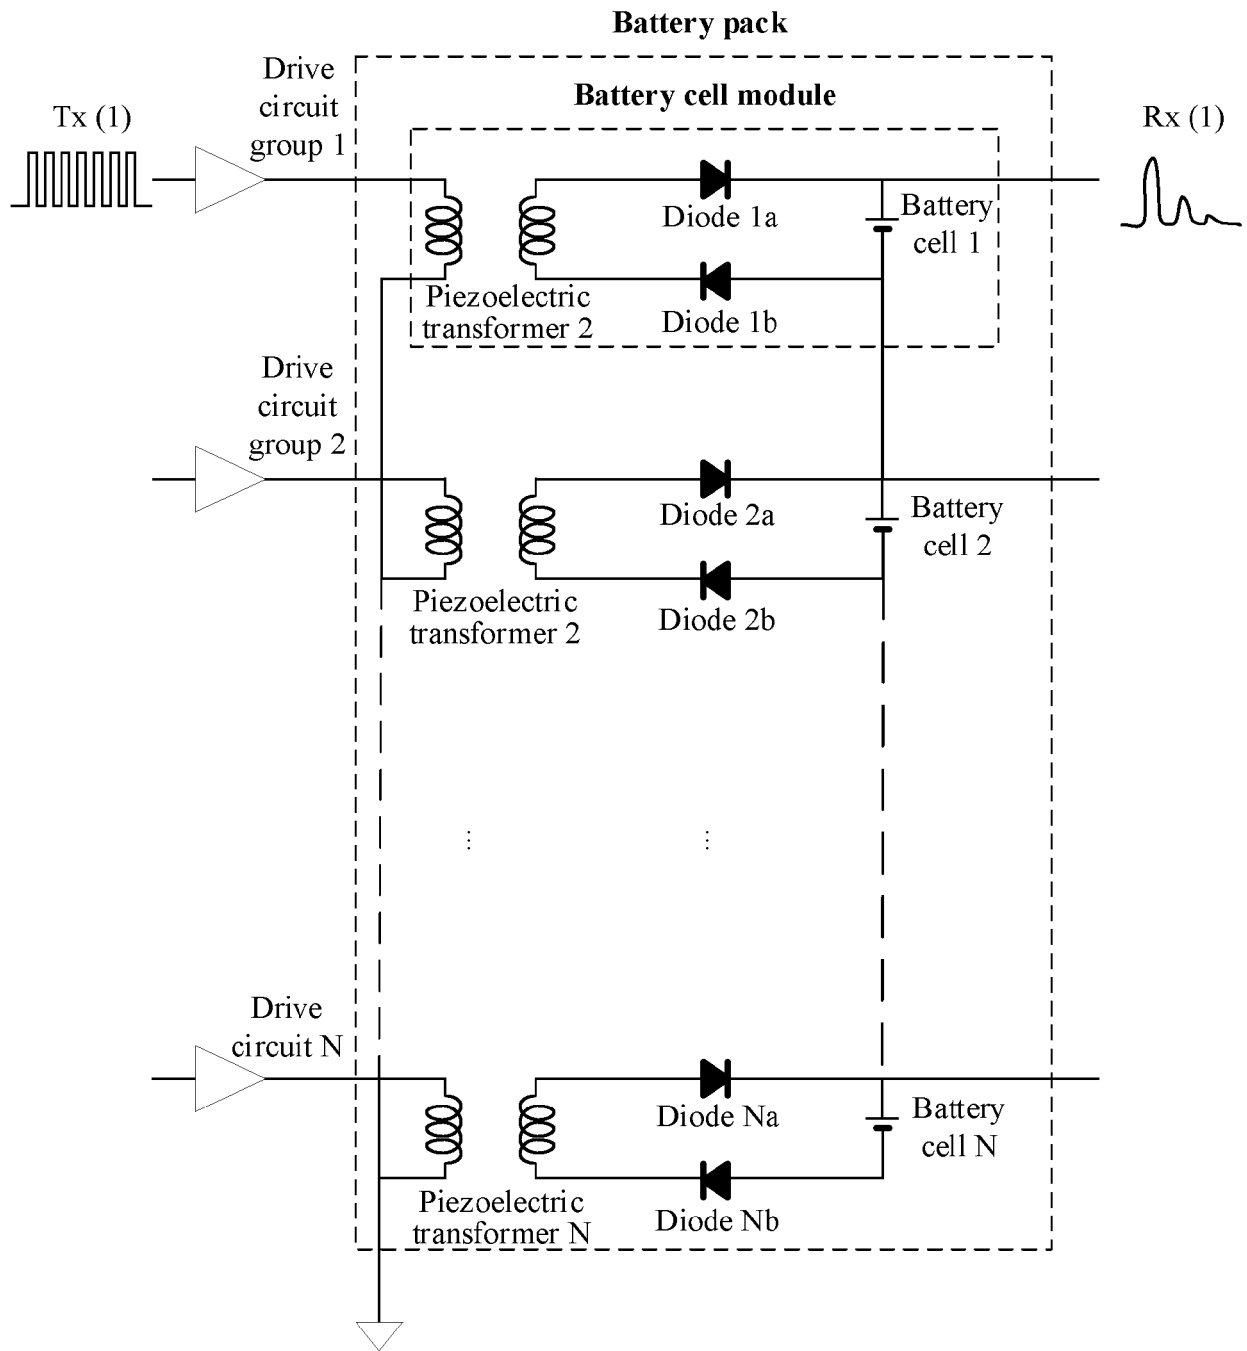 Battery pack
Battery cell module
Drive
circuit
group 1
Tx (1)
Rx (1)
Diode 1a
Battery
cell 1
Piezoelectric
transformer 2
Diode 1b
Drive
circuit
group 2
Diode 2a
Battery
cell 2
Piezoelectric
transformer 2
Diode 2b
Drive
circuit N
Diode Na
Battery
cell N
Piezoelectric
transformer N
Diode Nb